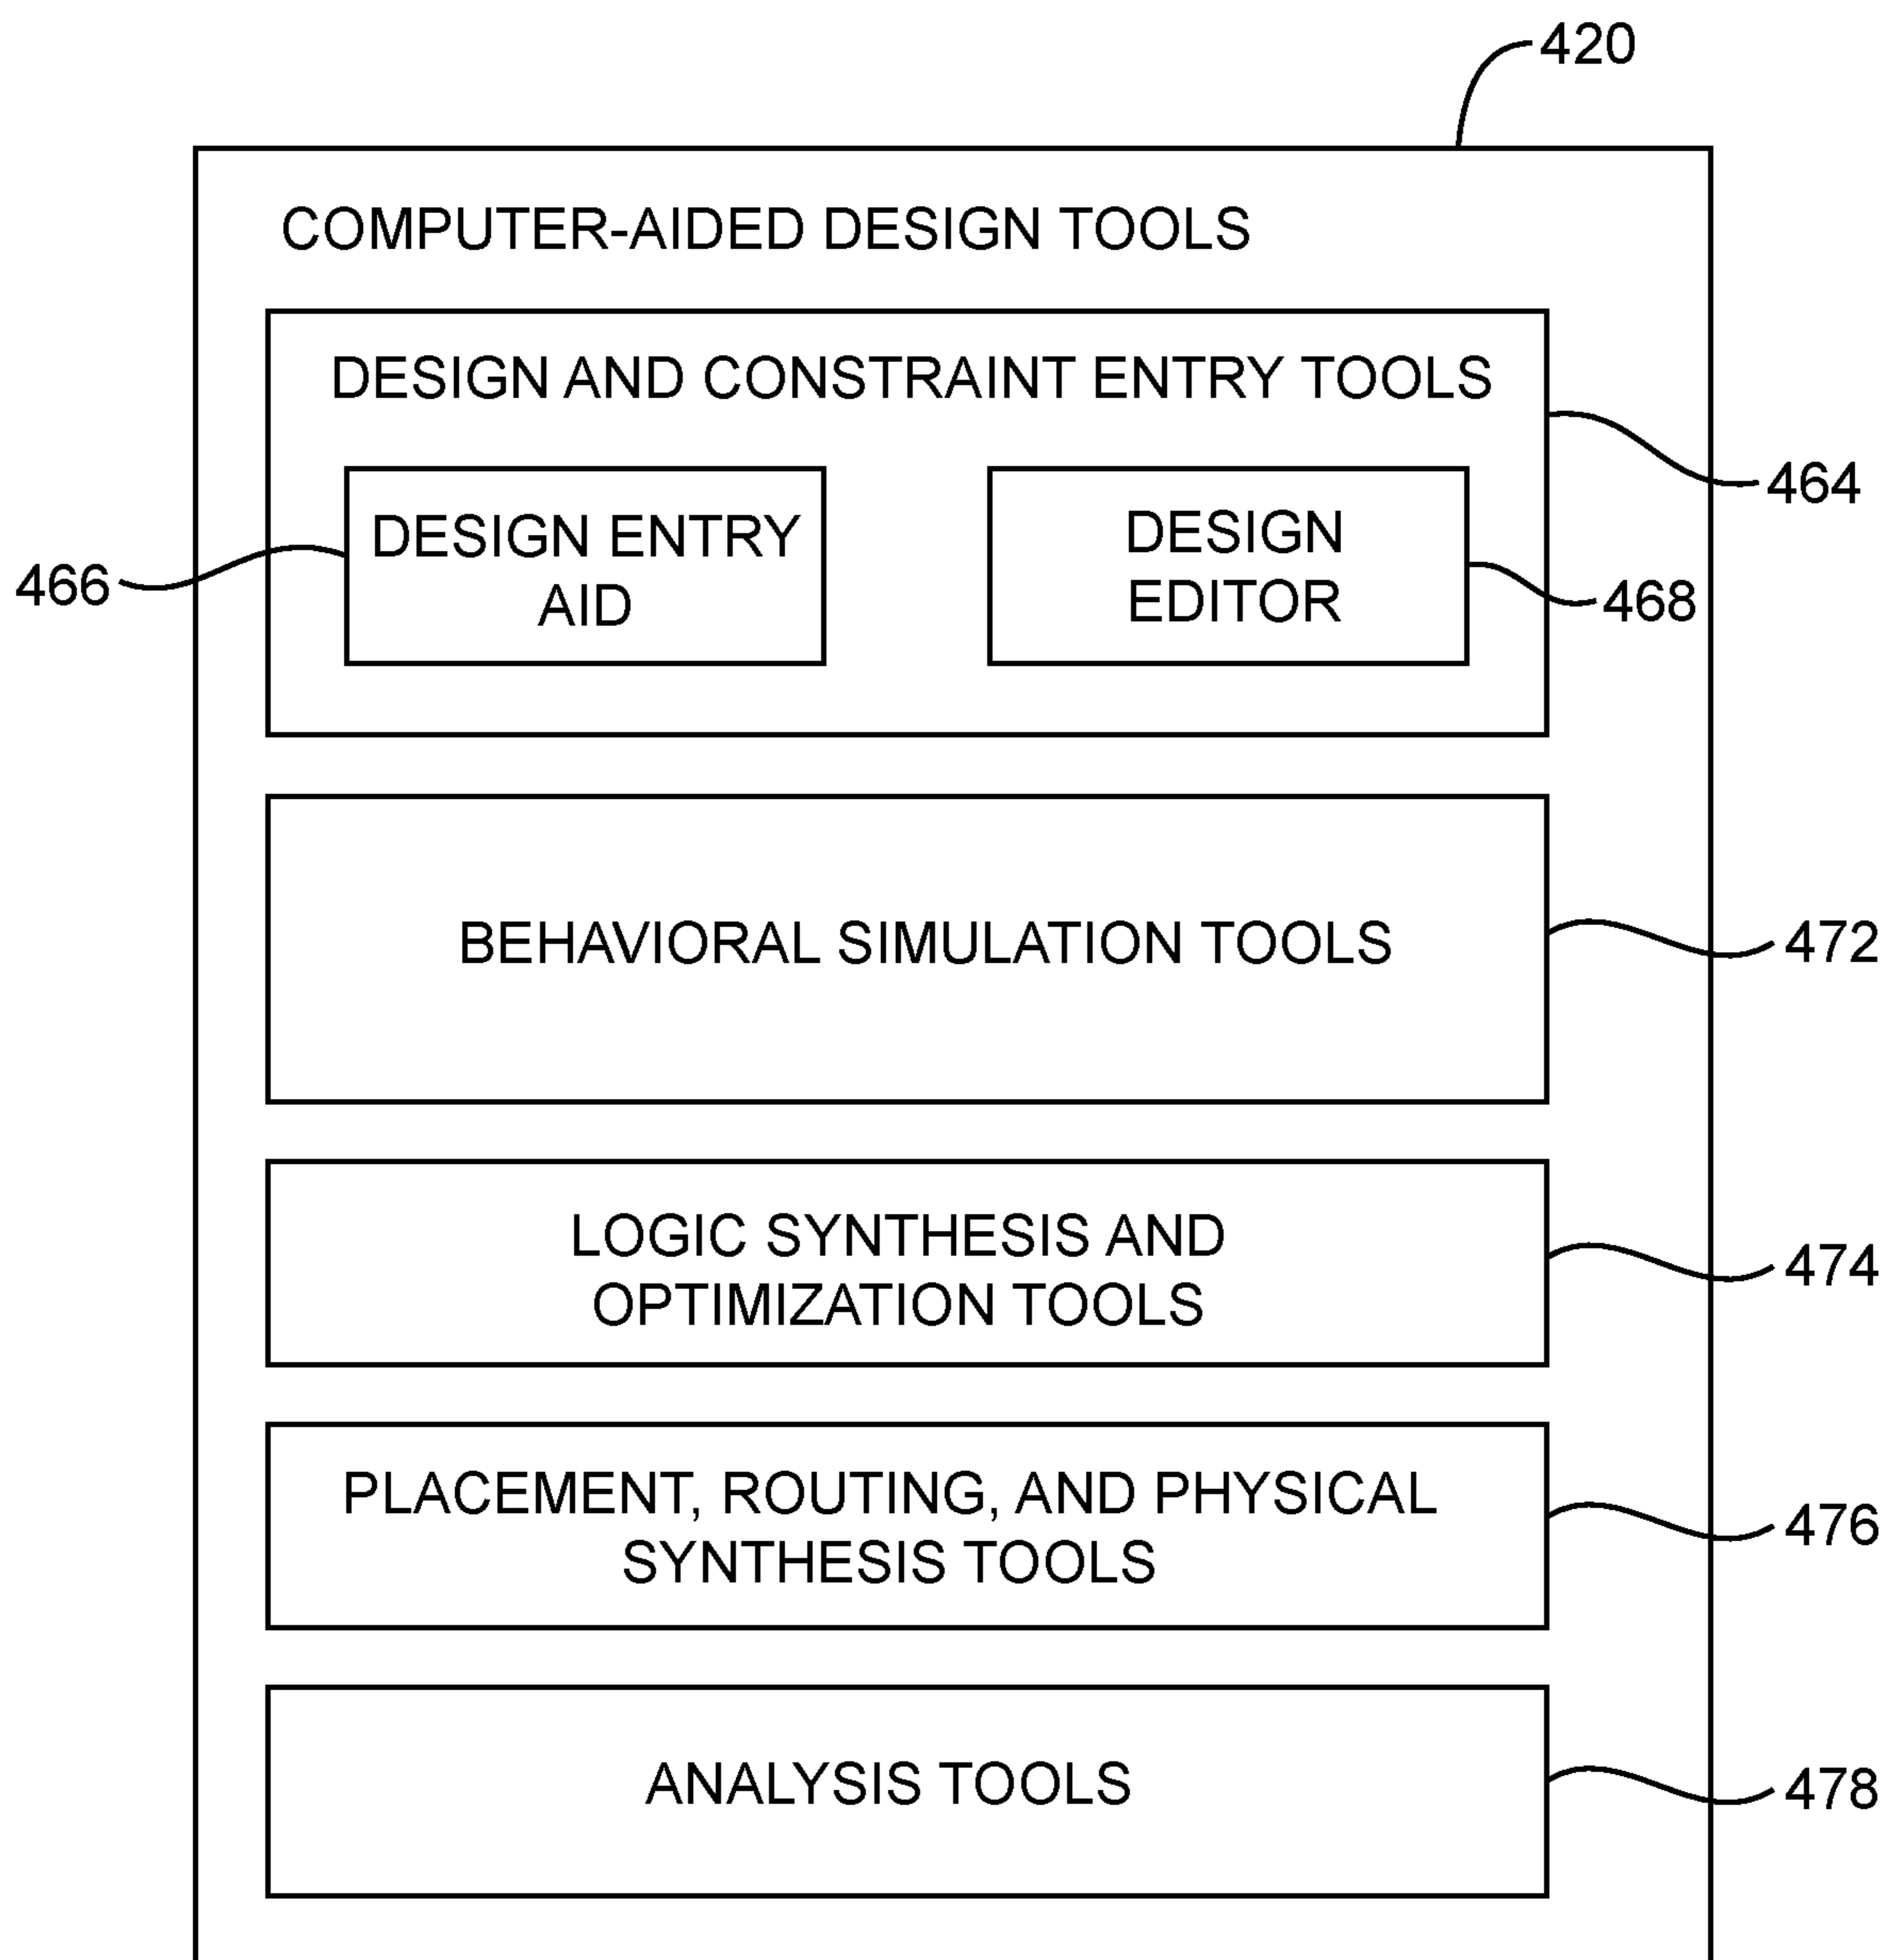 420
COMPUTER-AIDED DESIGN TOOLS
DESIGN AND CONSTRAINT ENTRY TOOLS
464
DESIGN ENTRY
AID
466
DESIGN
EDITOR
468
BEHAVIORAL SIMULATION TOOLS
472
LOGIC SYNTHESIS AND
OPTIMIZATION TOOLS
474
PLACEMENT, ROUTING, AND PHYSICAL
SYNTHESIS TOOLS
476
ANALYSIS TOOLS
478